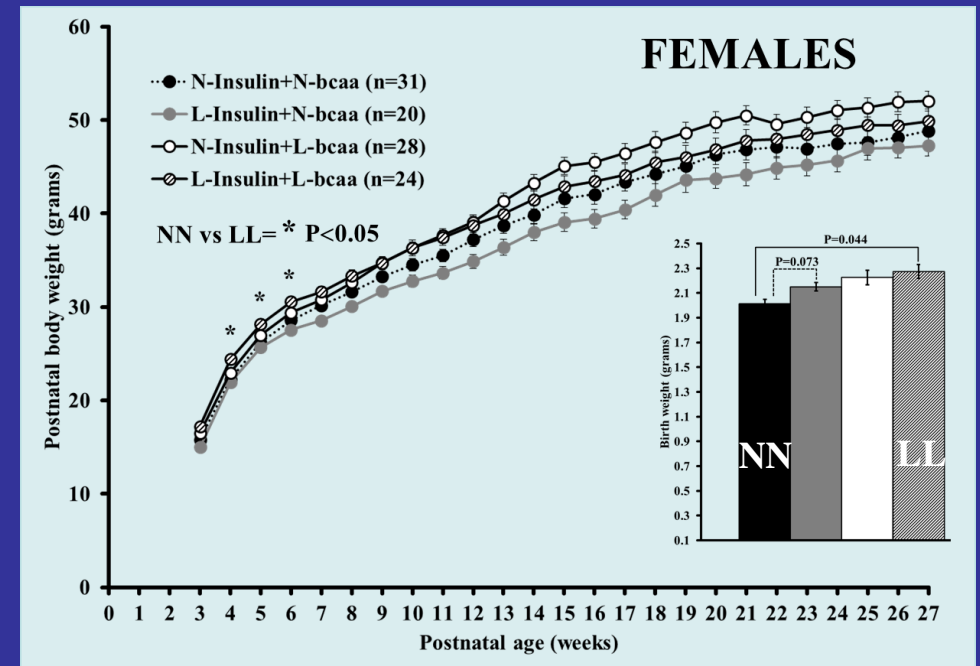 FEMALES
60
50
40
30
20
10
0
Postnatal body weight (grams)
N-Insulin+N-bcaa (n=31)
L-Insulin+N-bcaa (n=20)
N-Insulin+L-bcaa (n=28)
L-Insulin+L-bcaa (n=24)
NN vs LL= * P<0.05
*
*
*
P=0.044
P=0.073
2.5
2.3
2.1
1.9
1.7
1.5
1.3
1.1
0.9
0.7
0.5
0.3
0.1
Birth weight (grams)
NN
LL
0 1 2 3 4 5 6 7 8 9 10 11 12 13 14 15 16 17 18 19 20 21 22 23 24 25 26 27
Postnatal age (weeks)